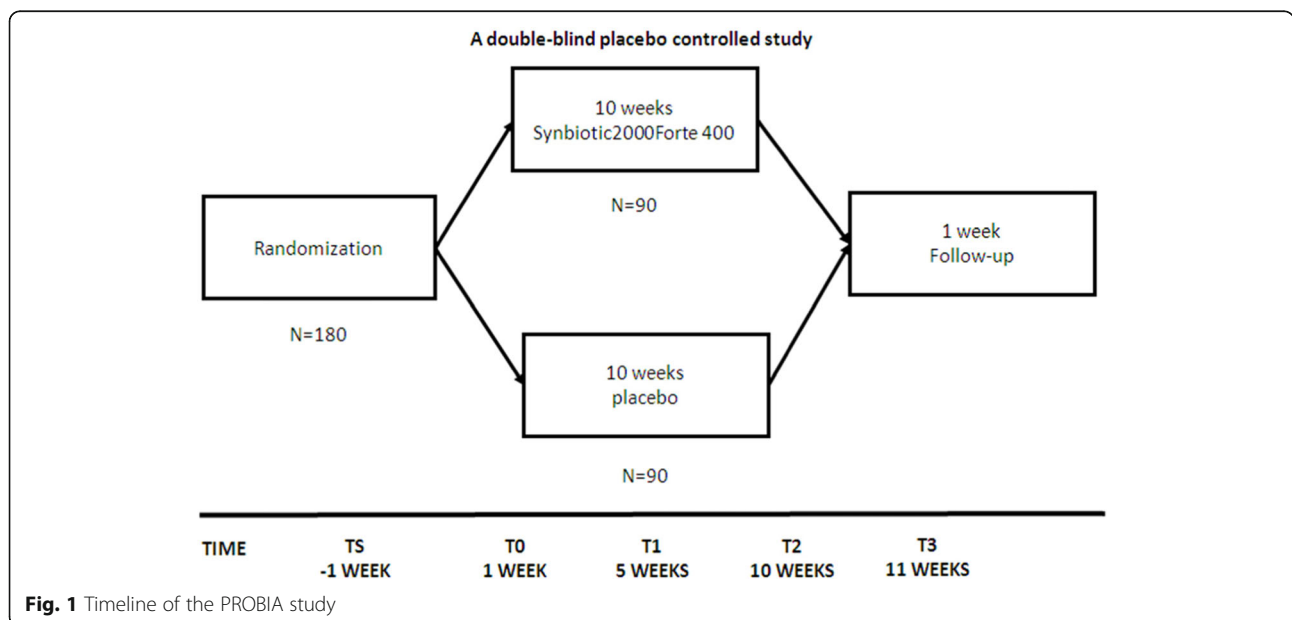 A double-blind placebo controlled study
10 weeks
Synbiotic2000Forte 400
N=90
Randomization
N=180
1 week
Follow-up
10 weeks
placebo
N=90
TIME TS T0 T1 T2 T3
-1 WEEK 1 WEEK 5 WEEKS 10 WEEKS 11 WEEKS
Fig. 1 Timeline of the PROBIA study